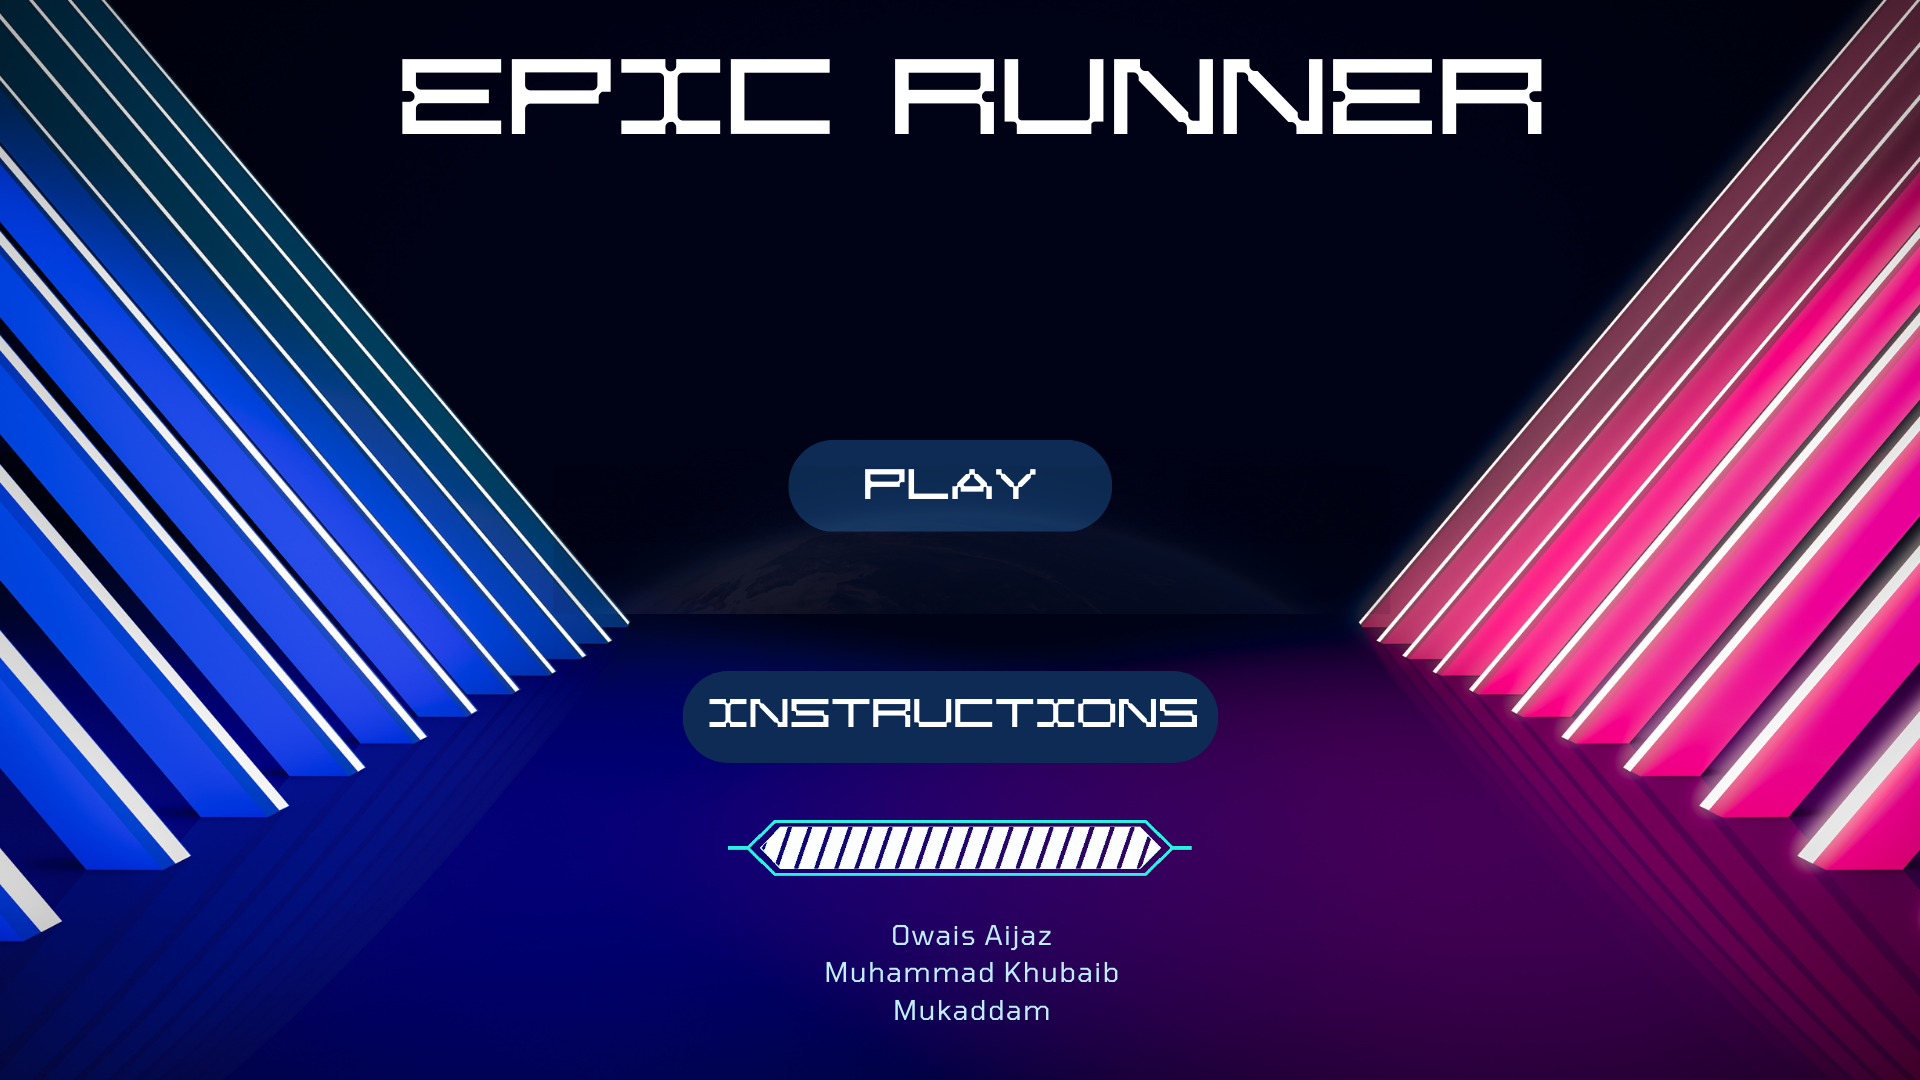 EPIC RUNNER
PLAY
INSTRUCTIONS
Owais Aijaz
Muhammad Khubaib
Mukaddam